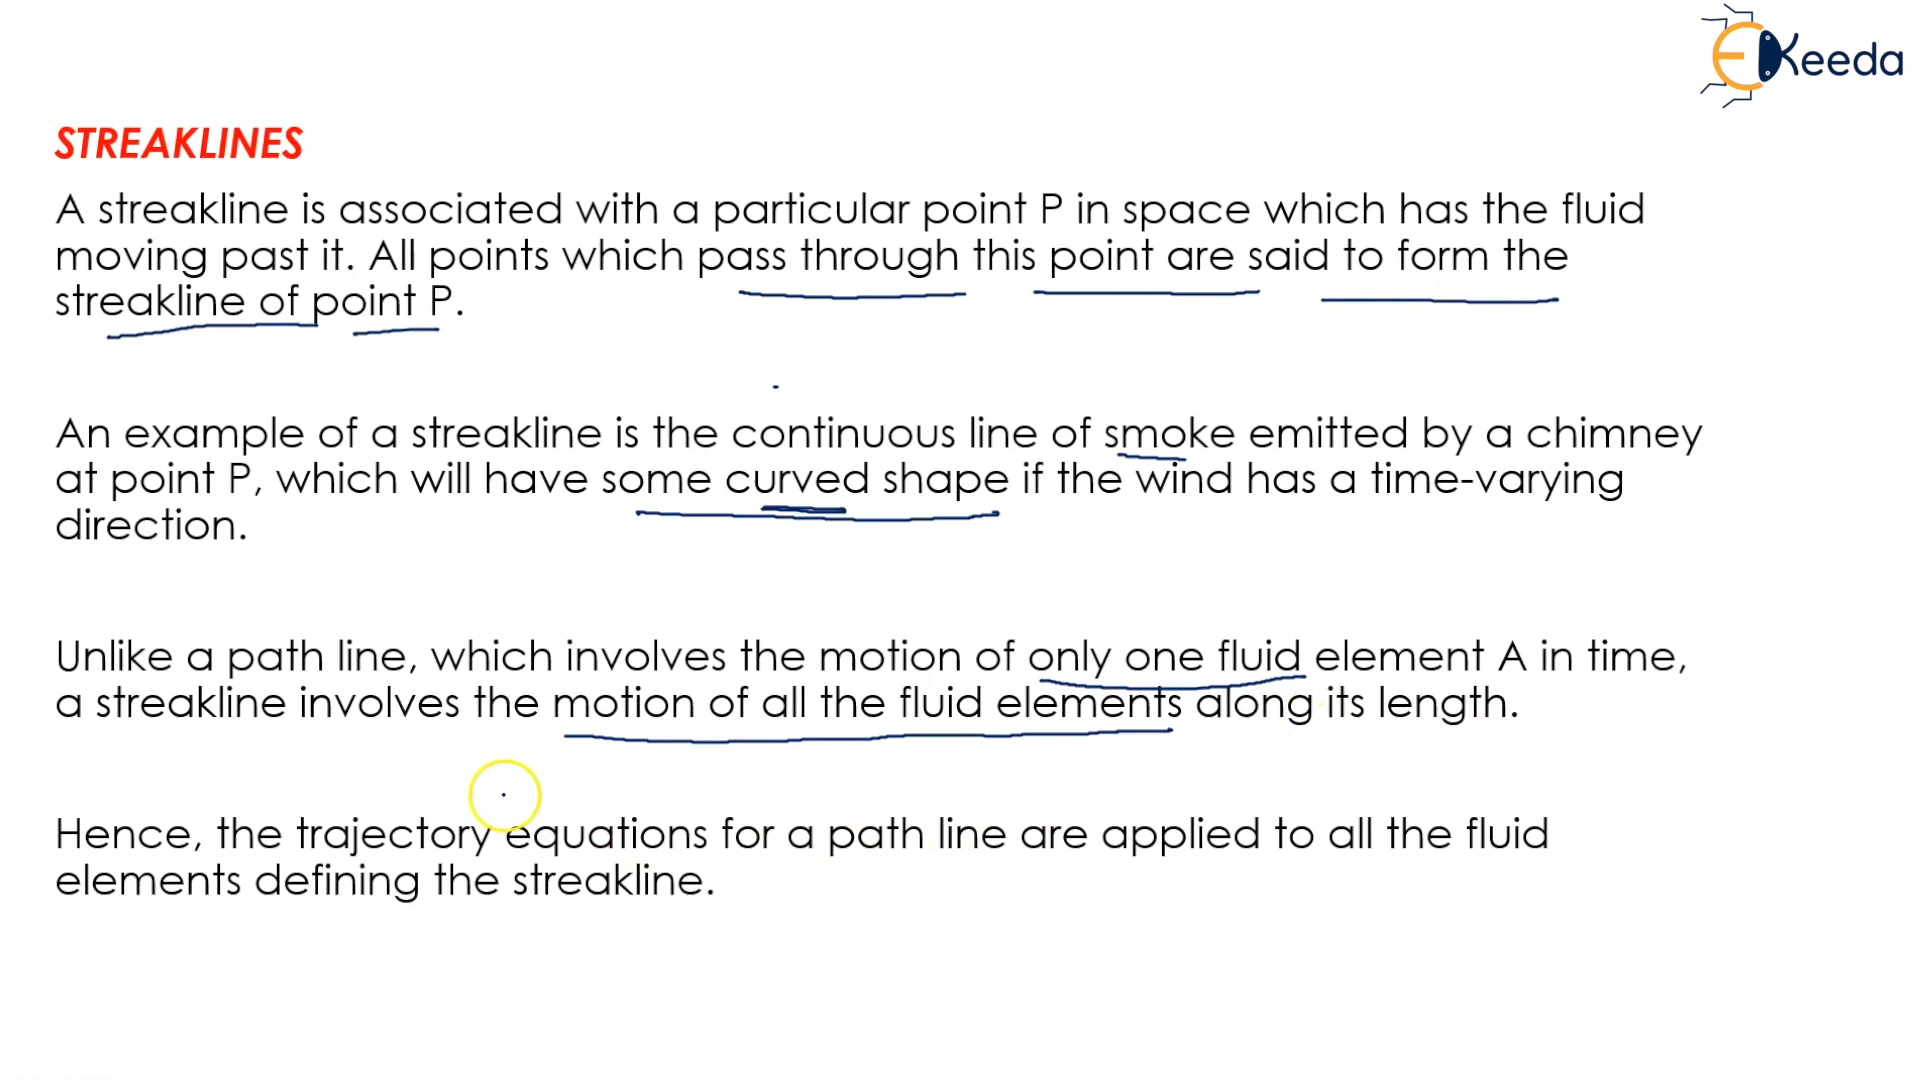 EKeeda
STREAKLINES
A streakline is associated with a particular point P in space which has the fluid
moving past it. All points which pass through this point are said to form the
streakline of point P.
An example of a streakline is the continuous line of smoke emitted by a chimney
at point P, which will have some curved shape if the wind has a time-varying
direction.
Unlike a path line, which involves the motion of only one fluid element A in time,
a streakline involves the motion of all the fluid elements along its length.
Hence, the trajectory equations for a path line are applied to all the fluid
elements defining the streakline.